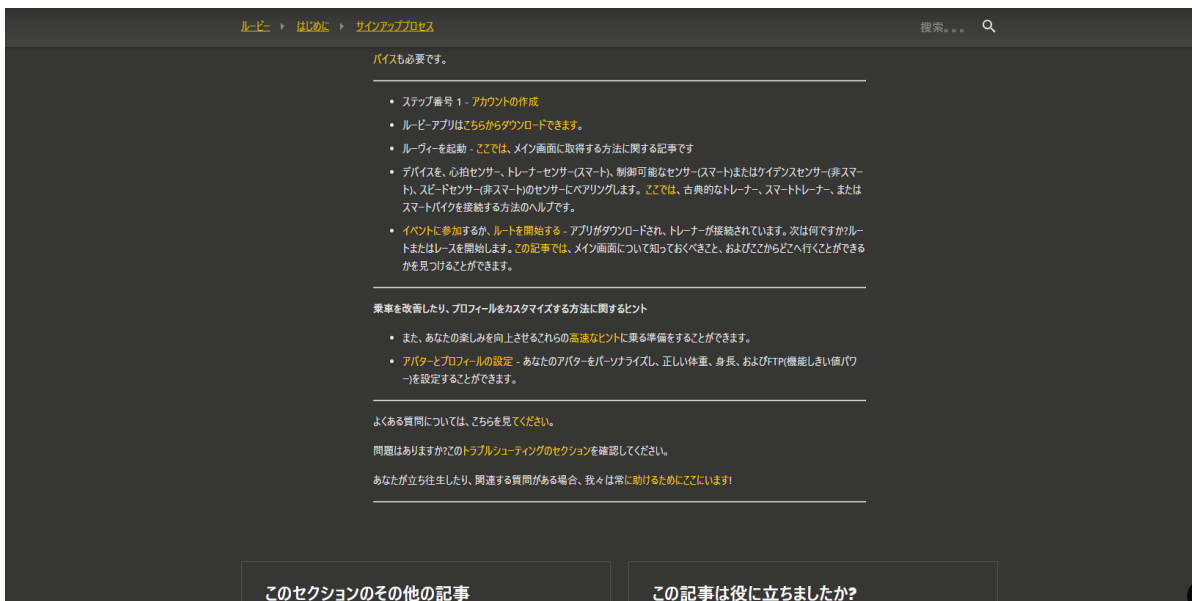 ルービー ▸ はじめに ▸ サインアッププロセス
搜索。。。
バイスも必要です。
• ステップ番号 1 - アカウントの作成
• ルービーアプリはこちらからダウンロードできます。
• ルーヴィーを起動 - ここでは、メイン画面に取得する方法に関する記事です
• デバイスを、心拍センサー、トレーナーセンサー(スマート)、制御可能なセンサー(スマート)またはケイデンスセンサー(非スマー
ト)、スピードセンサー(非スマート)のセンサーにペアリングします。ここでは、古典的なトレーナー、スマートトレーナー、または
スマートバイクを接続する方法のヘルプです。
• イベントに参加するか、ルートを開始する - アプリがダウンロードされ、トレーナーが接続されています。次は何ですか?ルー
トまたはレースを開始します。この記事では、メイン画面について知っておくべきこと、およびここからどこへ行くことができる
かを見つけることができます。
乗車を改善したり、プロフィールをカスタマイズする方法に関するヒント
• また、あなたの楽しみを向上させるこれらの高速なヒントに乗る準備をすることができます。
• アバターとプロフィールの設定 - あなたのアバターをパーソナライズし、正しい体重、身長、およびFTP(機能しきい値パワ
ー)を設定することができます。
よくある質問については、こちらを見てください。
問題はありますか?このトラブルシューティングのセクションを確認してください。
あなたが立ち往生したり、関連する質問がある場合、我々は常に助けるためにここにいます!
このセクションのその他の記事
この記事は役に立ちましたか?